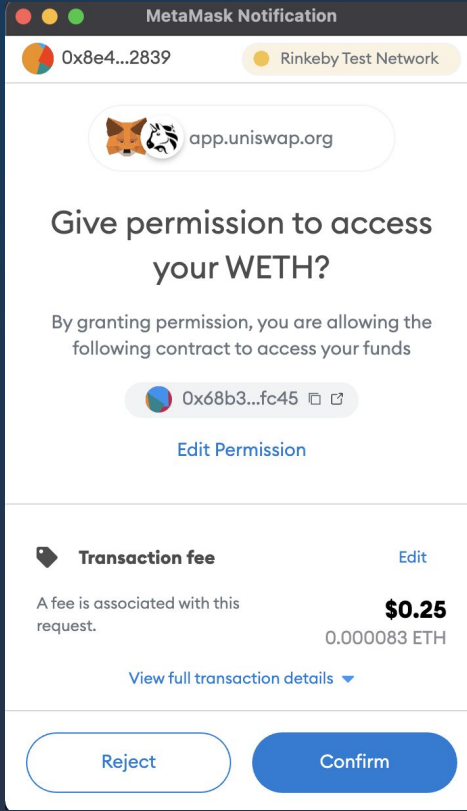 MetaMask Notification
0x8e4...2839
Rinkeby Test Network
app.uniswap.org
Give permission to access
your WETH?
By granting permission, you are allowing the
following contract to access your funds
0x68b3...fc45
Edit Permission
Transaction fee
Edit
A fee is associated with this
request.
$0.25
0.000083 ETH
View full transaction details
Reject
Confirm